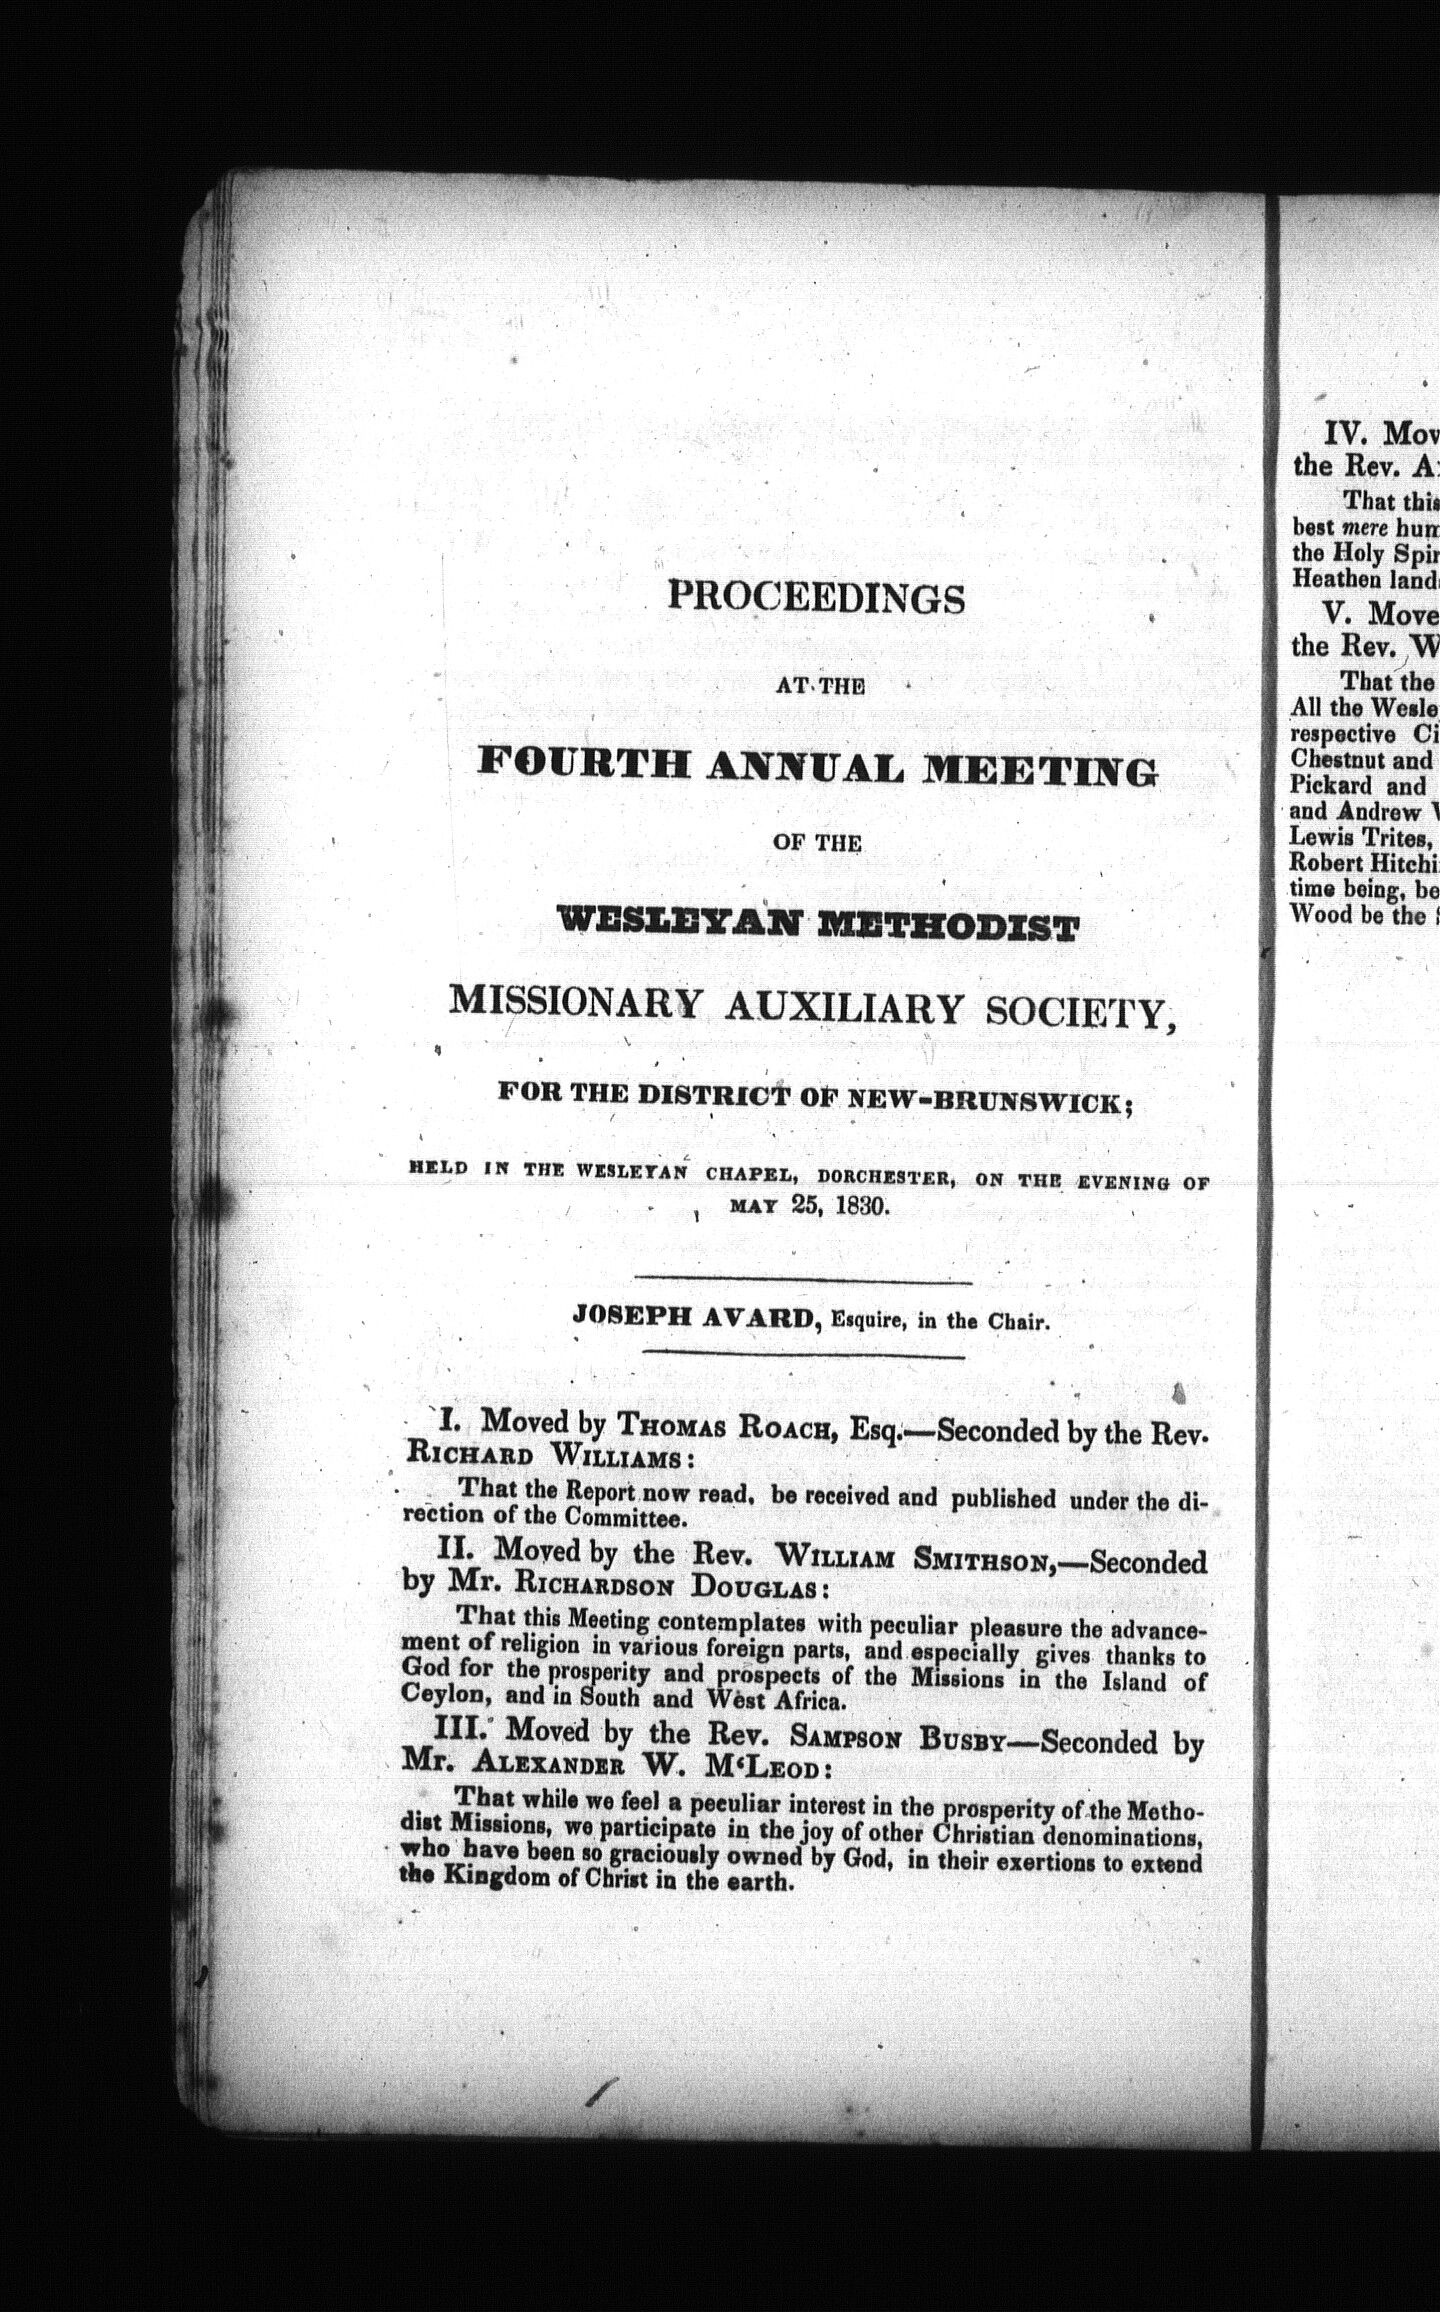 PROCEEDINGS
AT THE
FOURTH ANNUAL MEETING
OF THE
WESLEYAN METHODIST
MISSIONARY AUXILIARY SOCIETY,
FOR THE DISTRICT OF NEW-BRUNSWICK;
HELD IN THE WESLEYAN CHAPEL, DORCHESTER, ON THE EVENING OF
MAY 25, 1830.
JOSEPH AVARD, Esquire, in the Chair.
I. Moved by THOMAS ROACH, Esq.—Seconded by the Rev.
RICHARD WILLIAMS:
That the Report now read, be received and published under the di-
rection of the Committee.
II. Moved by the Rev. WILLIAM SMITHSON,—Seconded
by Mr. RICHARDSON DOUGLAS:
That this Meeting contemplates with peculiar pleasure the advance-
ment of religion in various foreign parts, and especially gives thanks to
God for the prosperity and prospects of the Missions in the Island of
Ceylon, and in South and West Africa.
III. Moved by the Rev. SAMPSON BUSBY—Seconded by
Mr. ALEXANDER W. M‘LEOD:
That while we feel a peculiar interest in the prosperity of the Metho-
dist Missions, we participate in the joy of other Christian denominations,
who have been so graciously owned by God, in their exertions to extend
the Kingdom of Christ in the earth.
IV. Mov
the Rev. A
That this
best mere hum
the Holy Spir
Heathen land
V. Move
the Rev. W
That the
All the Wesle
respective Ci
Chestnut and
Pickard and
and Andrew
Lewis Trites,
Robert Hitchi
time being, be
Wood be the